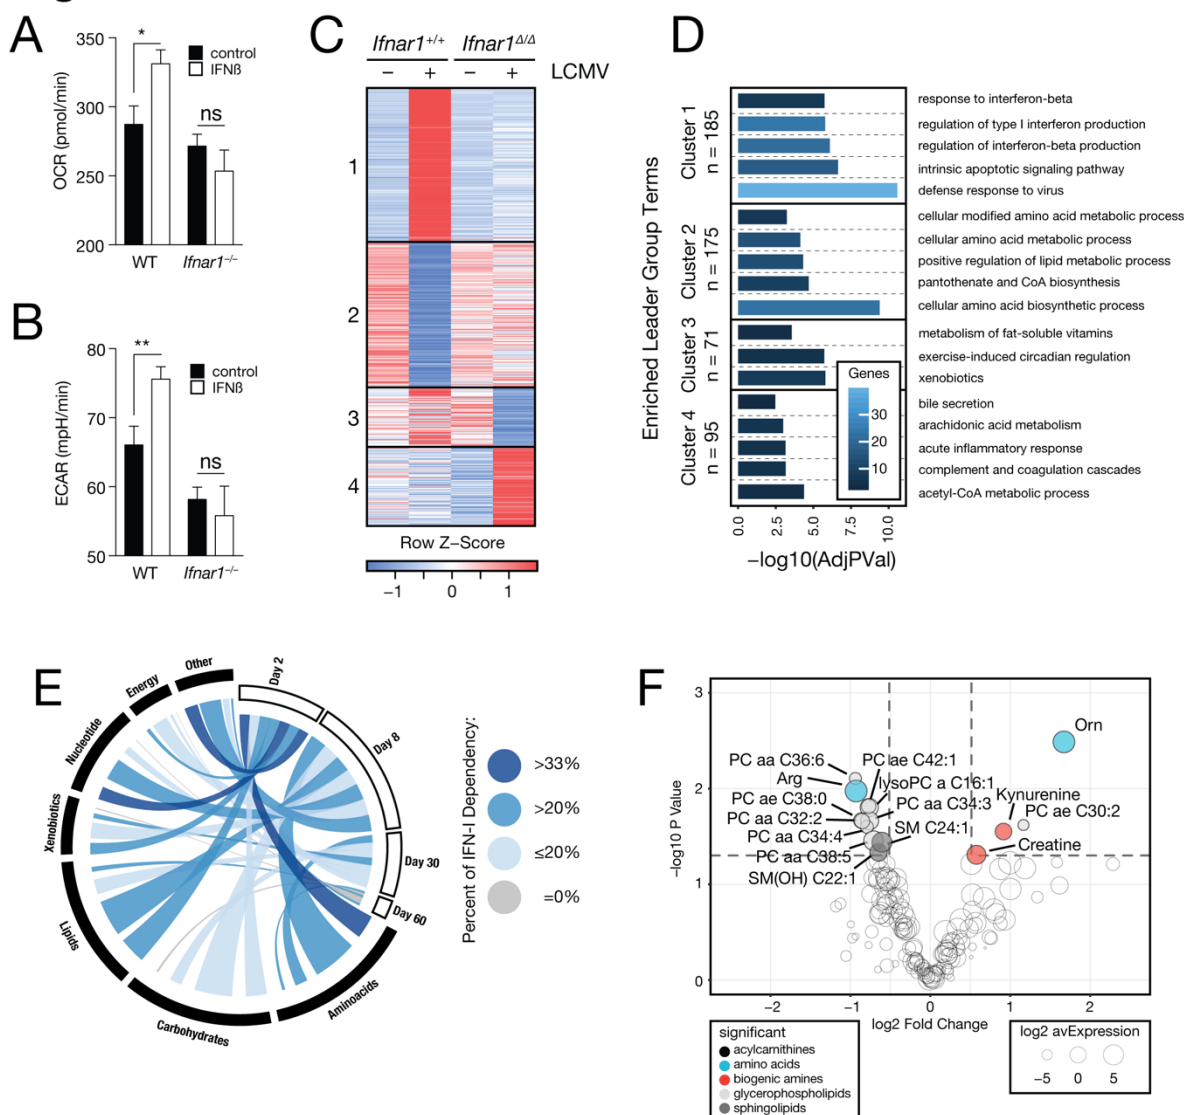 A
350
300
250
200
OCR (pmol/min)
*
ns
control
IFNß
WT
Ifnar1⁻/⁻
B
80
70
60
50
ECAR (mpH/min)
**
ns
control
IFNß
WT
Ifnar1⁻/⁻
C
Ifnar1⁺/⁺
Ifnar1Δ/Δ
− + − +
LCMV
1
2
3
4
Row Z−Score
−1 0 1
D
Enriched Leader Group Terms
Cluster 1
n = 185
response to interferon-beta
regulation of type I interferon production
regulation of interferon-beta production
intrinsic apoptotic signaling pathway
defense response to virus
Cluster 2
n = 175
cellular modified amino acid metabolic process
cellular amino acid metabolic process
positive regulation of lipid metabolic process
pantothenate and CoA biosynthesis
cellular amino acid biosynthetic process
Cluster 3
n = 71
metabolism of fat-soluble vitamins
exercise-induced circadian regulation
xenobiotics
Cluster 4
n = 95
bile secretion
arachidonic acid metabolism
acute inflammatory response
complement and coagulation cascades
acetyl-CoA metabolic process
Genes
30
20
10
0.0 2.5 5.0 7.5 10.0
−log10(AdjPVal)
E
Day 2
Day 8
Day 30
Day 60
Aminoacids
Carbohydrates
Lipids
Xenobiotics
Nucleotide
Energy
Other
Percent of IFN-I Dependency:
>33%
>20%
≤20%
=0%
F
3
2
1
0
-log10 P Value
Orn
PC aa C36:6
PC ae C42:1
Arg
lysoPC a C16:1
PC ae C38:0
PC aa C34:3
Kynurenine
PC ae C30:2
PC aa C32:2
SM C24:1
PC aa C34:4
Creatine
PC aa C38:5
SM(OH) C22:1
−2 −1 0 1 2
log2 Fold Change
significant
acylcarnithines
amino acids
biogenic amines
glycerophospholipids
sphingolipids
log2 avExpression
−5 0 5